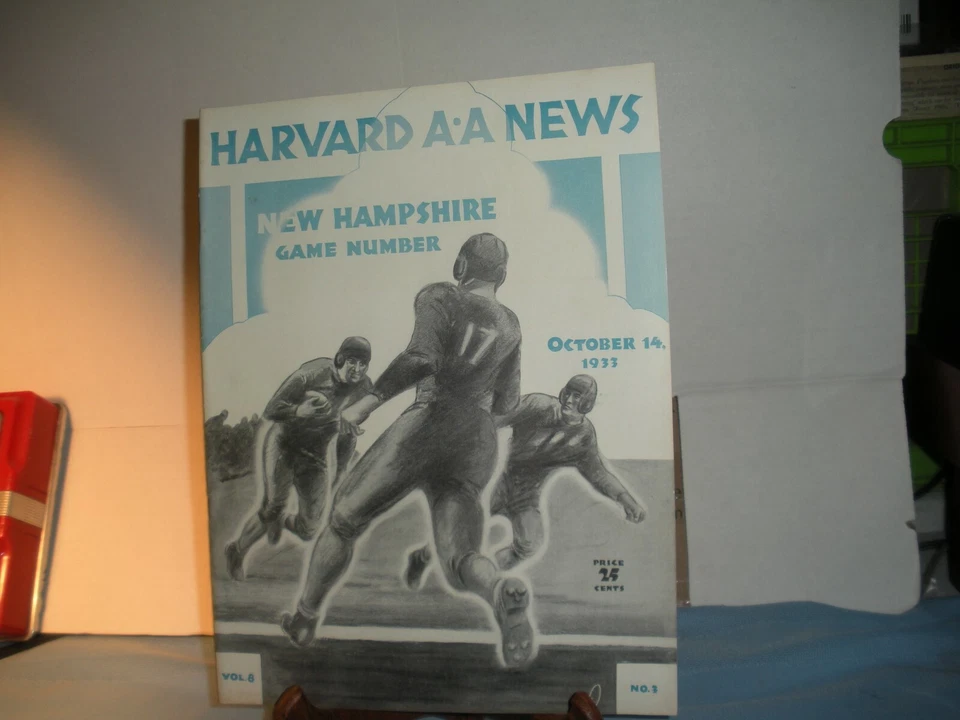 HARVARD A·A NEWS
NEW HAMPSHIRE
GAME NUMBER
17
OCTOBER 14,
1933
PRICE
25
CENTS
VOL. 8
NO. 3